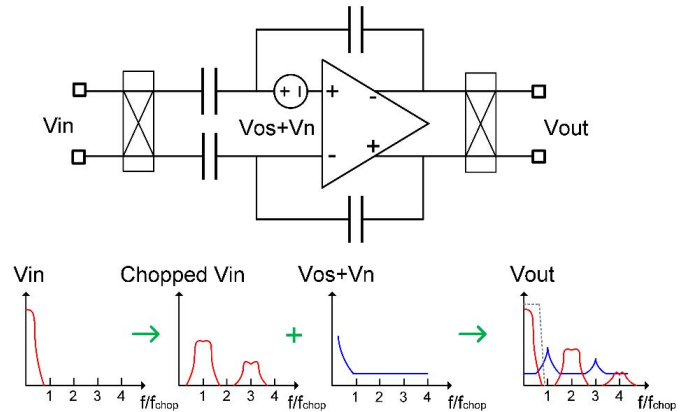 + I
+ -
Vin
Vos+Vn
Vout
- +
Vin
Chopped Vin
Vos+Vn
Vout
→ + →
1 2 3 4
1 2 3 4
1 2 3 4
1 2 3 4
f/fchop
f/fchop
f/fchop
f/fchop